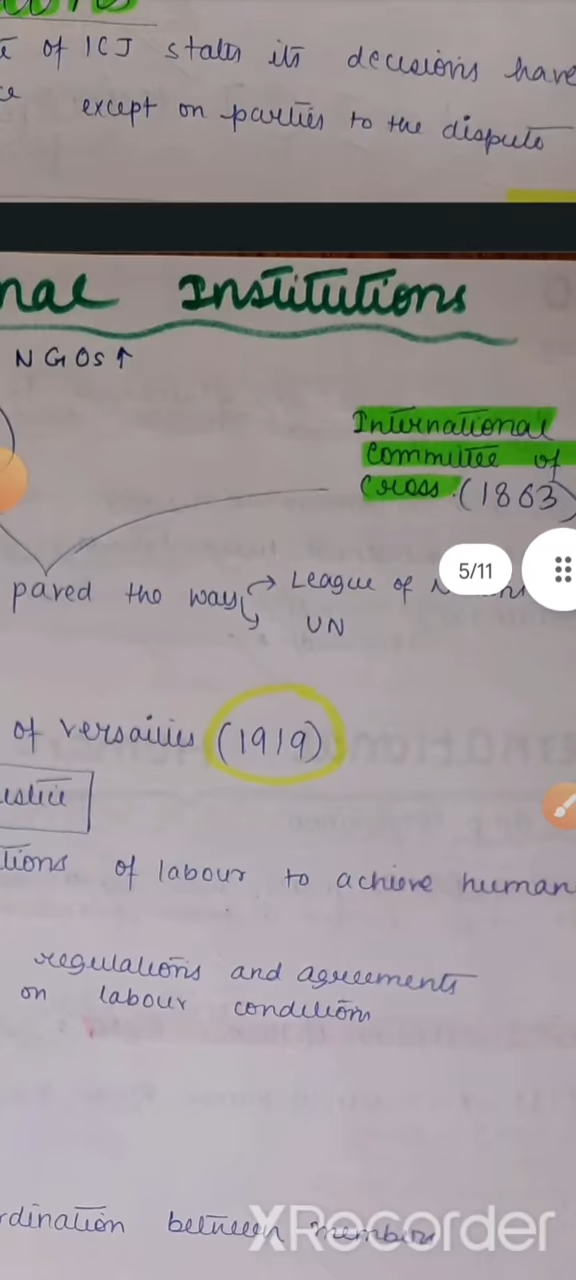 of ICJ states its decisions have
except on parties to the dispute
Institutions
NGOs ↑
International
committee of
Cross. (1863)
paved the way → League of
→ UN
5/11
of versailles (1919)
of labour to achieve human
regulations and agreements
on labour conditions
between members
XRecorder